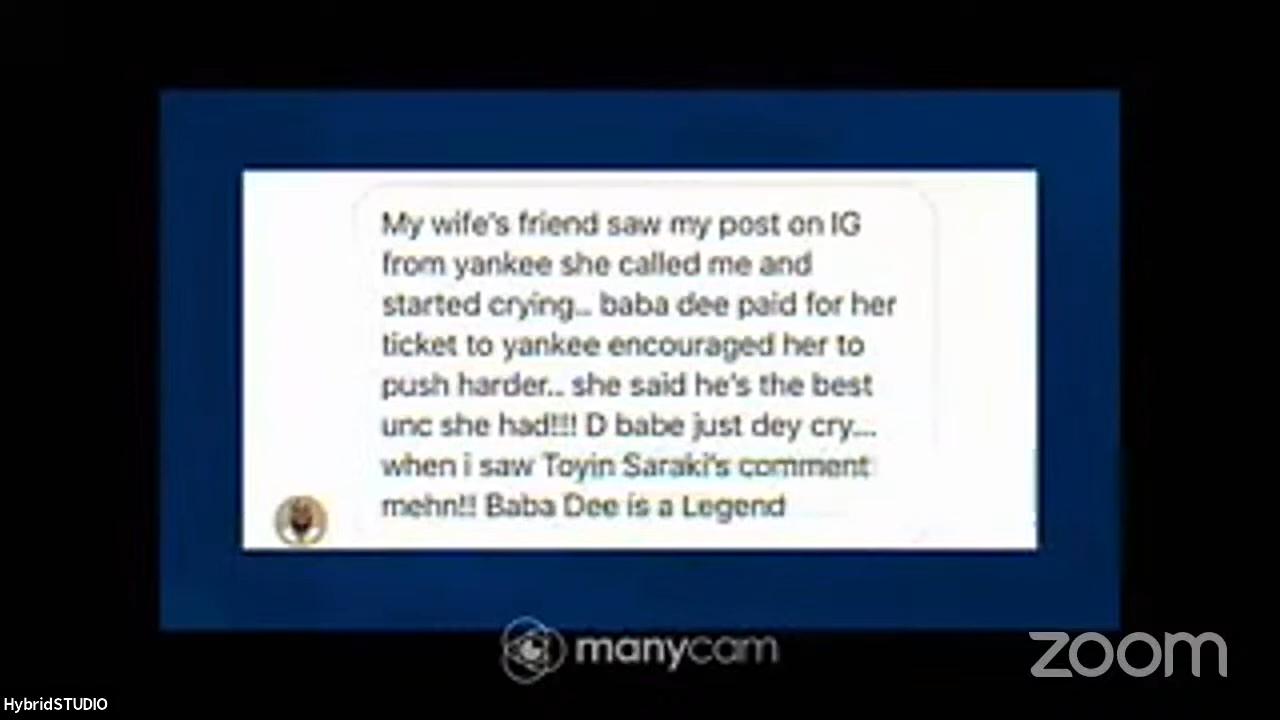 My wife's friend saw my post on IG
from yankee she called me and
started crying.. baba dee paid for her
ticket to yankee encouraged her to
push harder.. she said he's the best
unc she had!!! D babe just dey cry...
when i saw Toyin Saraki's comment
mehn!! Baba Dee is a Legend
manycam
zoom
HybridSTUDIO